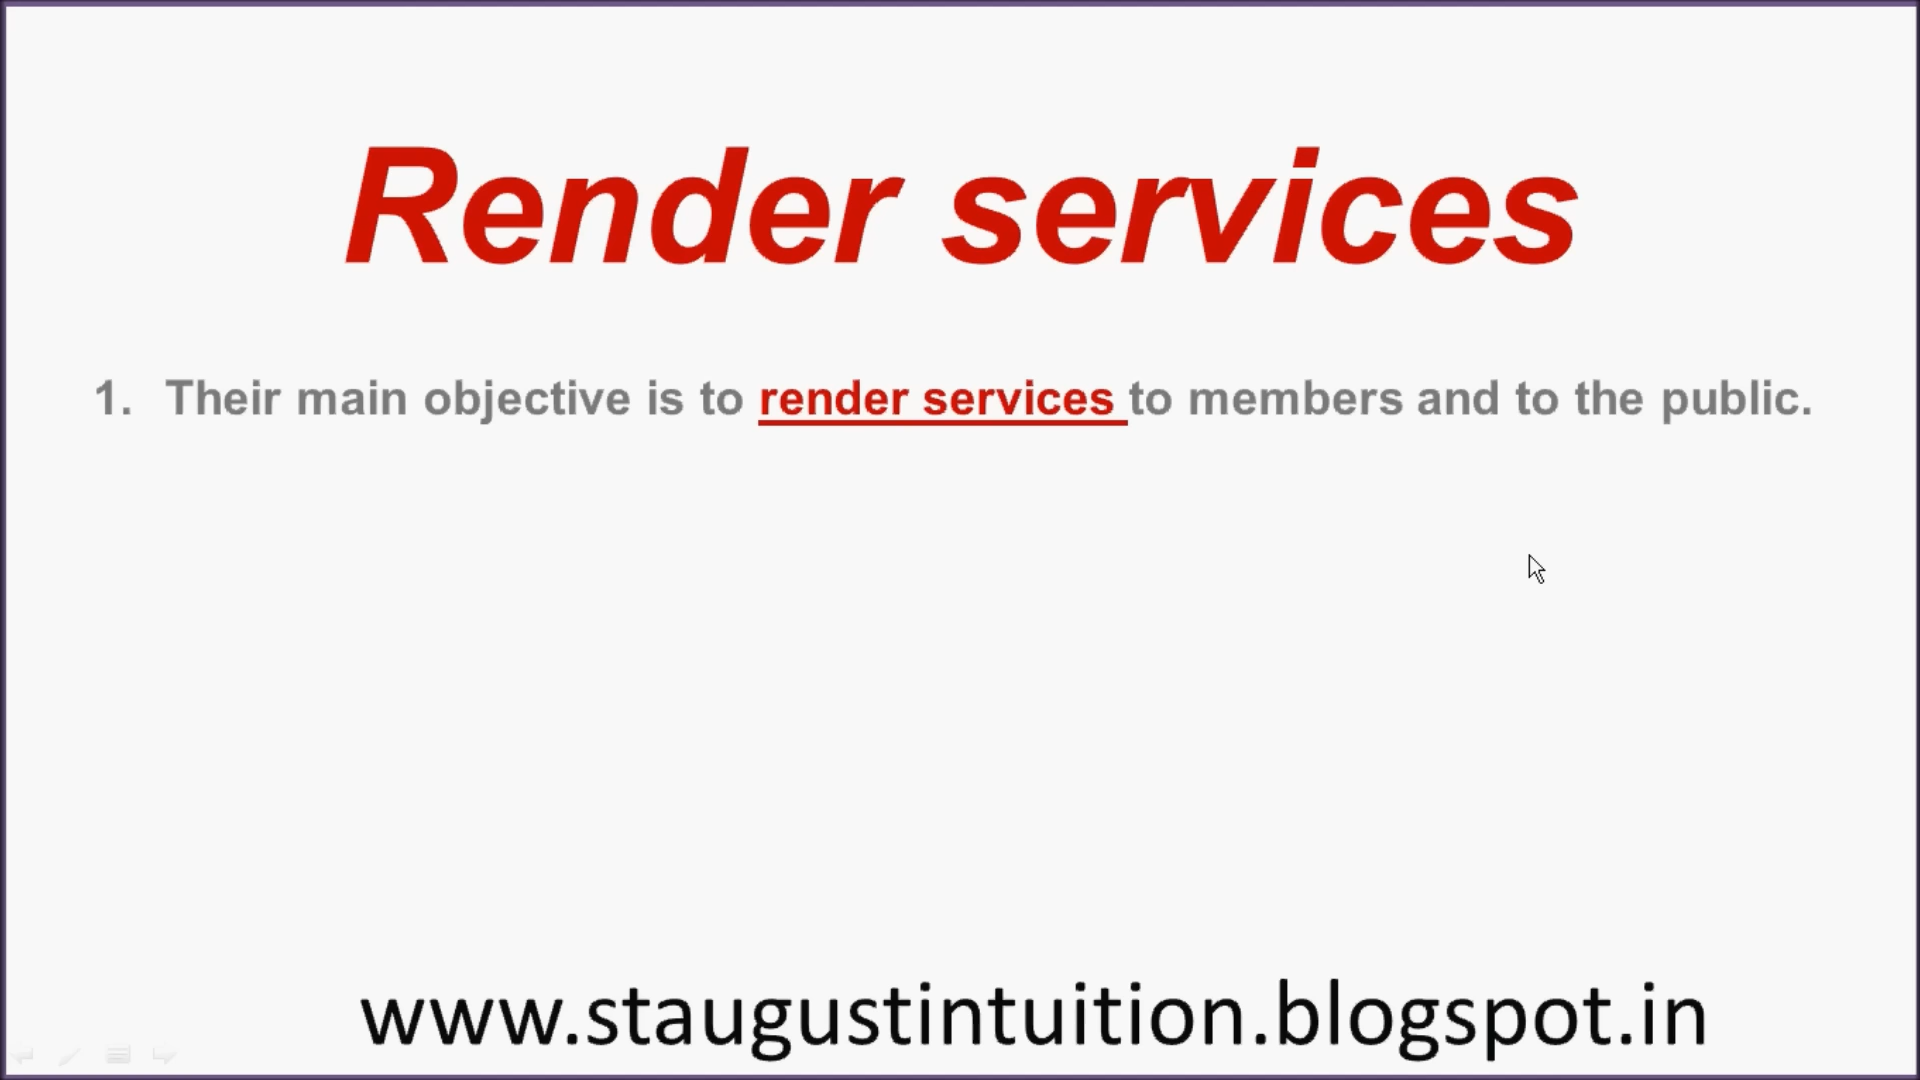 Render services
1. Their main objective is to render services to members and to the public.
www.staugustintuition.blogspot.in